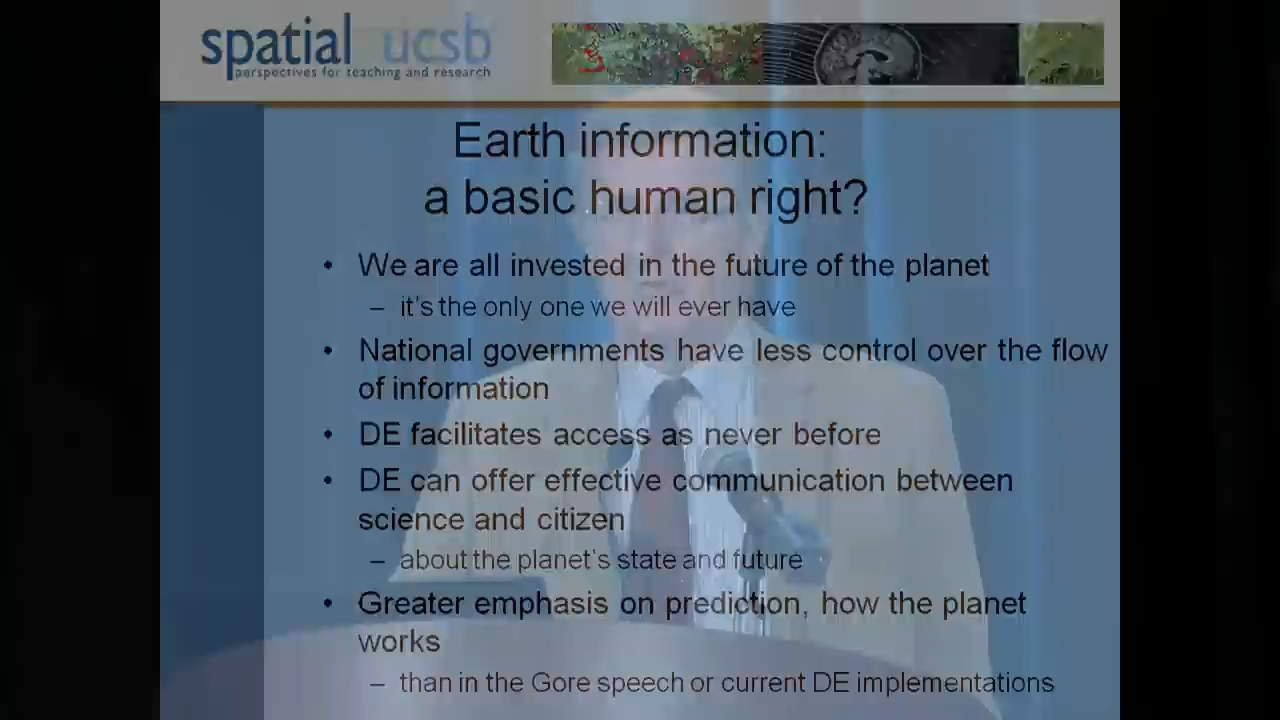 spatial ucsb
perspectives for teaching and research
Earth information:
a basic human right?
• We are all invested in the future of the planet
– it's the only one we will ever have
• National governments have less control over the flow
of information
• DE facilitates access as never before
• DE can offer effective communication between
science and citizen
– about the planet's state and future
• Greater emphasis on prediction, how the planet
works
– than in the Gore speech or current DE implementations